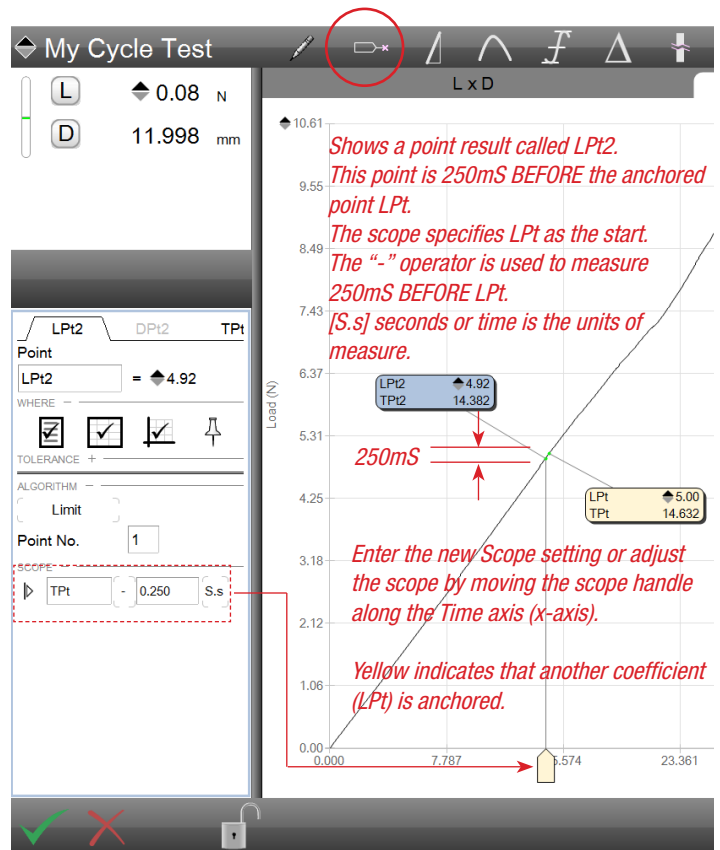 My Cycle Test
L 0.08 N
D 11.998 mm
L x D
10.61
9.55
8.49
7.43
6.37
5.31
4.25
3.18
2.12
1.06
0.00
Load (N)
0.000 7.787 5.574 23.361
Shows a point result called LPt2.
This point is 250mS BEFORE the anchored
point LPt.
The scope specifies LPt as the start.
The “-” operator is used to measure
250mS BEFORE LPt.
[S.s] seconds or time is the units of
measure.
LPt2 4.92
TPt2 14.382
250mS
LPt 5.00
TPt 14.632
Enter the new Scope setting or adjust
the scope by moving the scope handle
along the Time axis (x-axis).
Yellow indicates that another coefficient
(LPt) is anchored.
LPt2 DPt2 TPt
Point
LPt2 = 4.92
WHERE -
TOLERANCE +
ALGORITHM -
Limit
Point No. 1
SCOPE -
TPt - 0.250 S.s